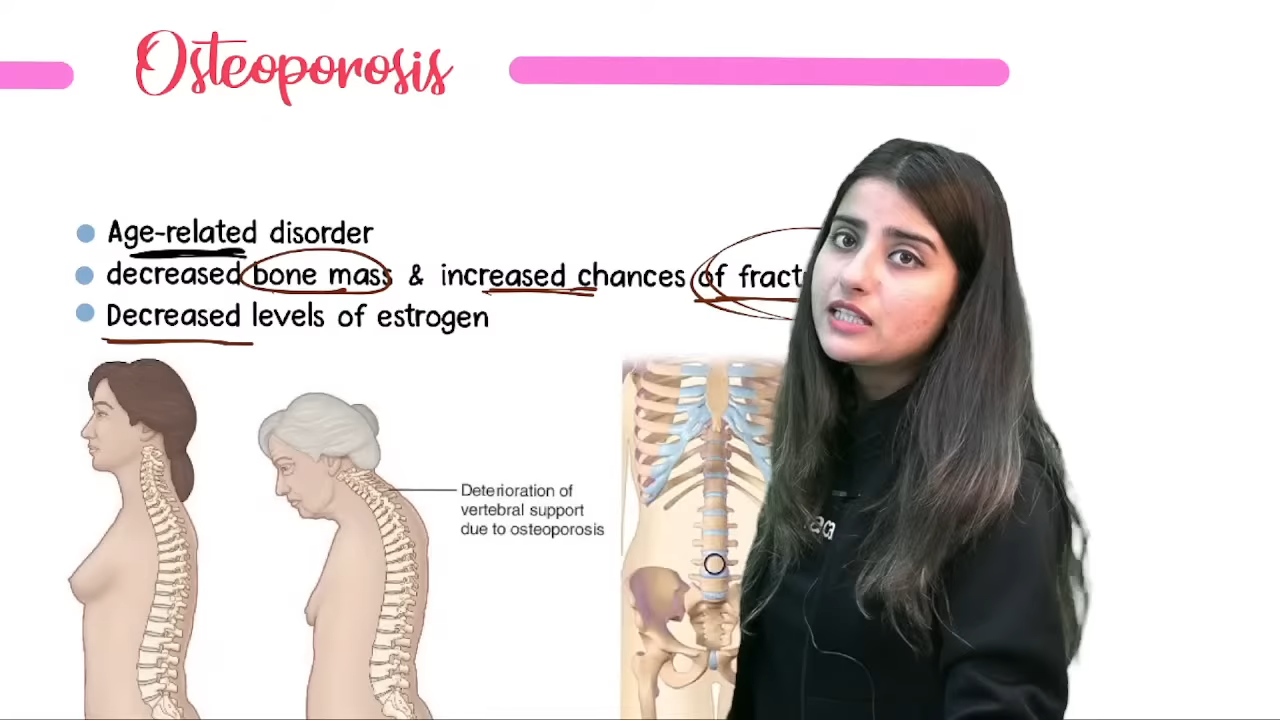 Osteoporosis
Age-related disorder
decreased bone mass & increased chances of
Decreased levels of estrogen
Deterioration of
vertebral support
due to osteoporosis